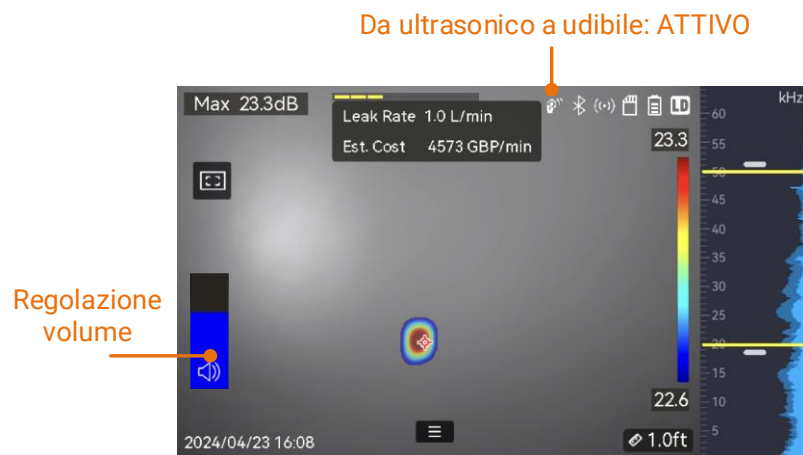 Da ultrasonico a udibile: ATTIVO
Max 23.3dB
Leak Rate 1.0 L/min
Est. Cost 4573 GBP/min
LD
kHz
60
23.3
55
50
45
40
35
30
25
20
15
10
5
Regolazione
volume
22.6
2024/04/23 16:08
1.0ft